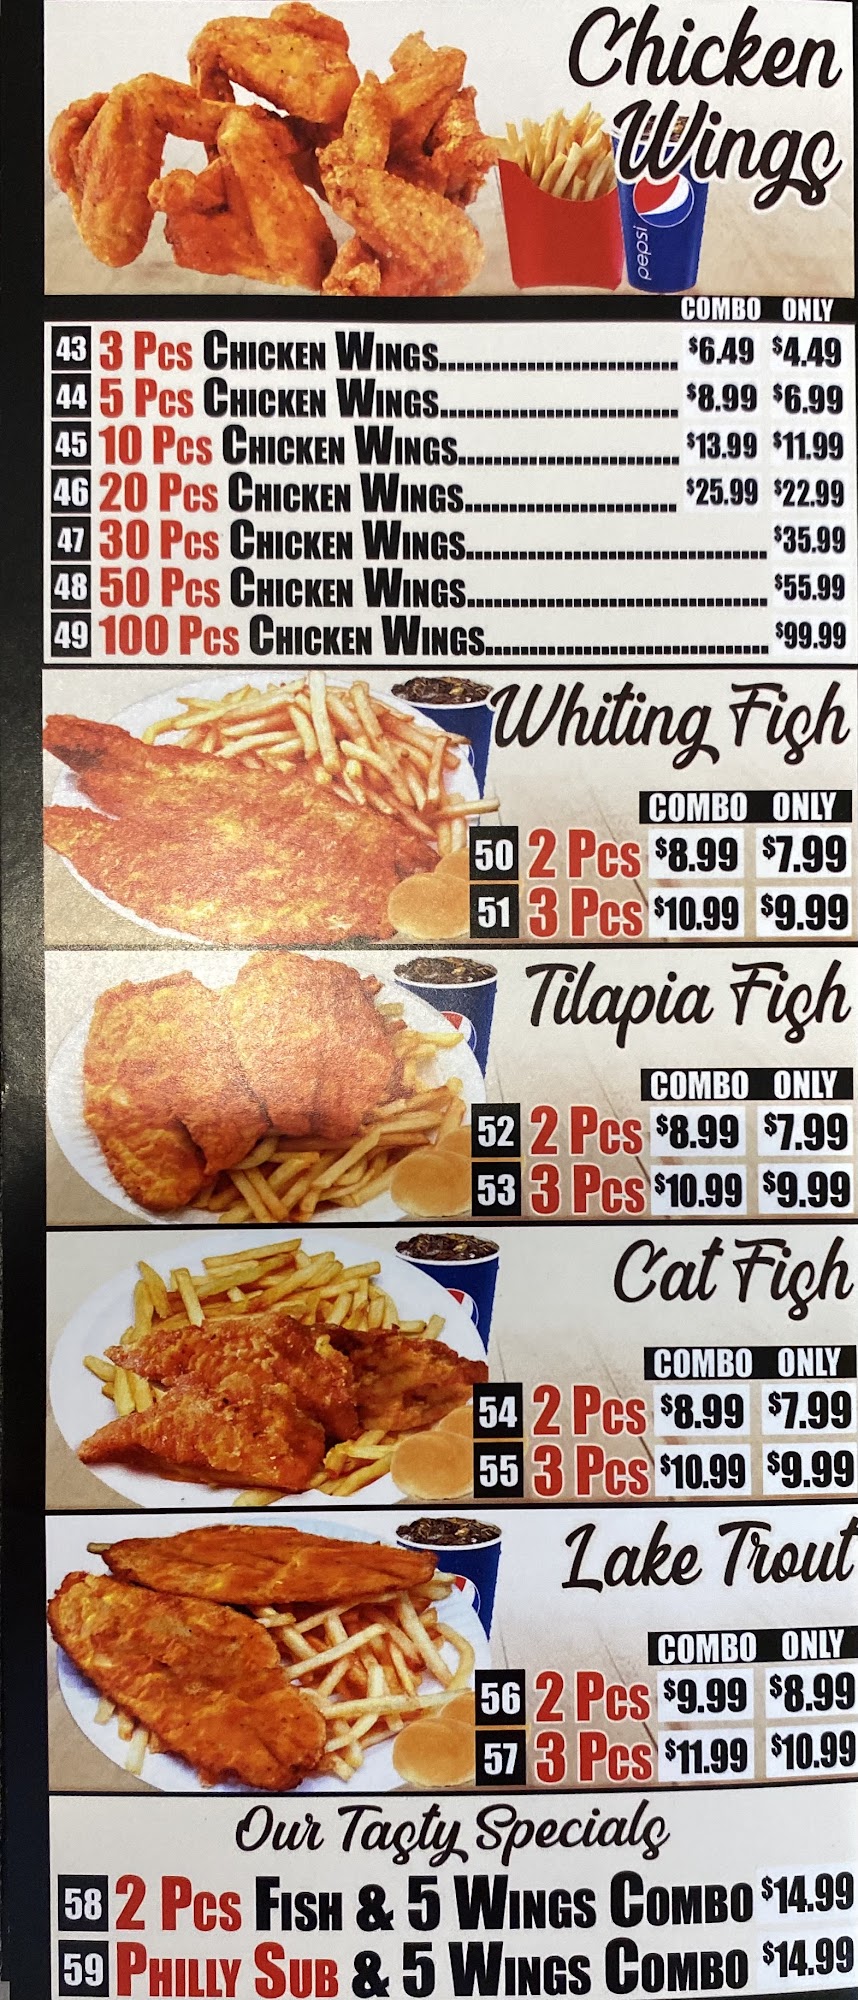 Chicken
Wings
pepsi
COMBO ONLY
43 3 Pcs Chicken Wings $6.49 $4.49
44 5 Pcs Chicken Wings $8.99 $6.99
45 10 Pcs Chicken Wings $13.99 $11.99
46 20 Pcs Chicken Wings $25.99 $22.99
47 30 Pcs Chicken Wings $35.99
48 50 Pcs Chicken Wings $55.99
49 100 Pcs Chicken Wings $99.99
Whiting Fish
COMBO ONLY
50 2 Pcs $8.99 $7.99
51 3 Pcs $10.99 $9.99
Tilapia Fish
COMBO ONLY
52 2 Pcs $8.99 $7.99
53 3 Pcs $10.99 $9.99
Cat Fish
COMBO ONLY
54 2 Pcs $8.99 $7.99
55 3 Pcs $10.99 $9.99
Lake Trout
COMBO ONLY
56 2 Pcs $9.99 $8.99
57 3 Pcs $11.99 $10.99
Our Tasty Specials
58 2 Pcs Fish & 5 Wings Combo $14.99
59 Philly Sub & 5 Wings Combo $14.99